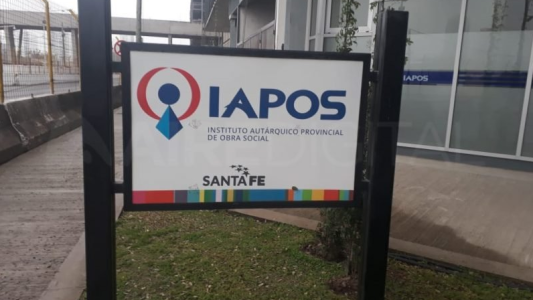 IAPOS
INSTITUTO AUTÁRQUICO PROVINCIAL
DE OBRA SOCIAL
SANTA FE
IAPOS